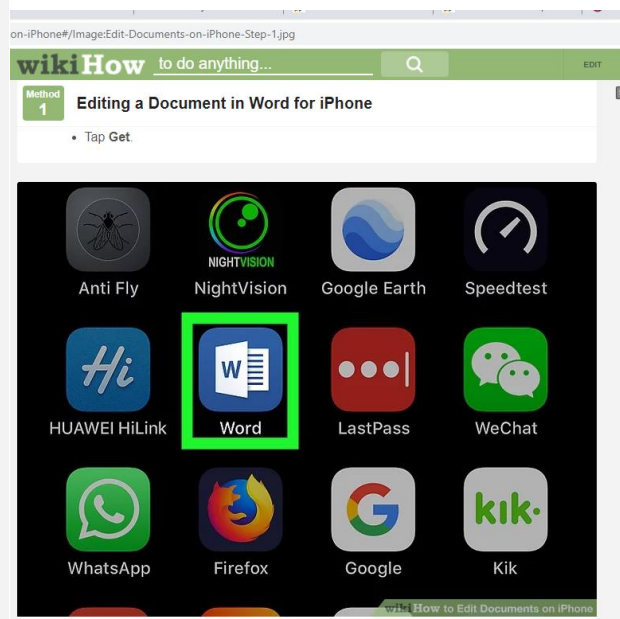 on-iPhone#/Image:Edit-Documents-on-iPhone-Step-1.jpg
wikiHow to do anything... EDIT
Method
1
Editing a Document in Word for iPhone
• Tap Get.
NIGHTVISION
Anti Fly NightVision Google Earth Speedtest
Hi W
HUAWEI HiLink Word LastPass WeChat
G kik
WhatsApp Firefox Google Kik
wikiHow to Edit Documents on iPhone